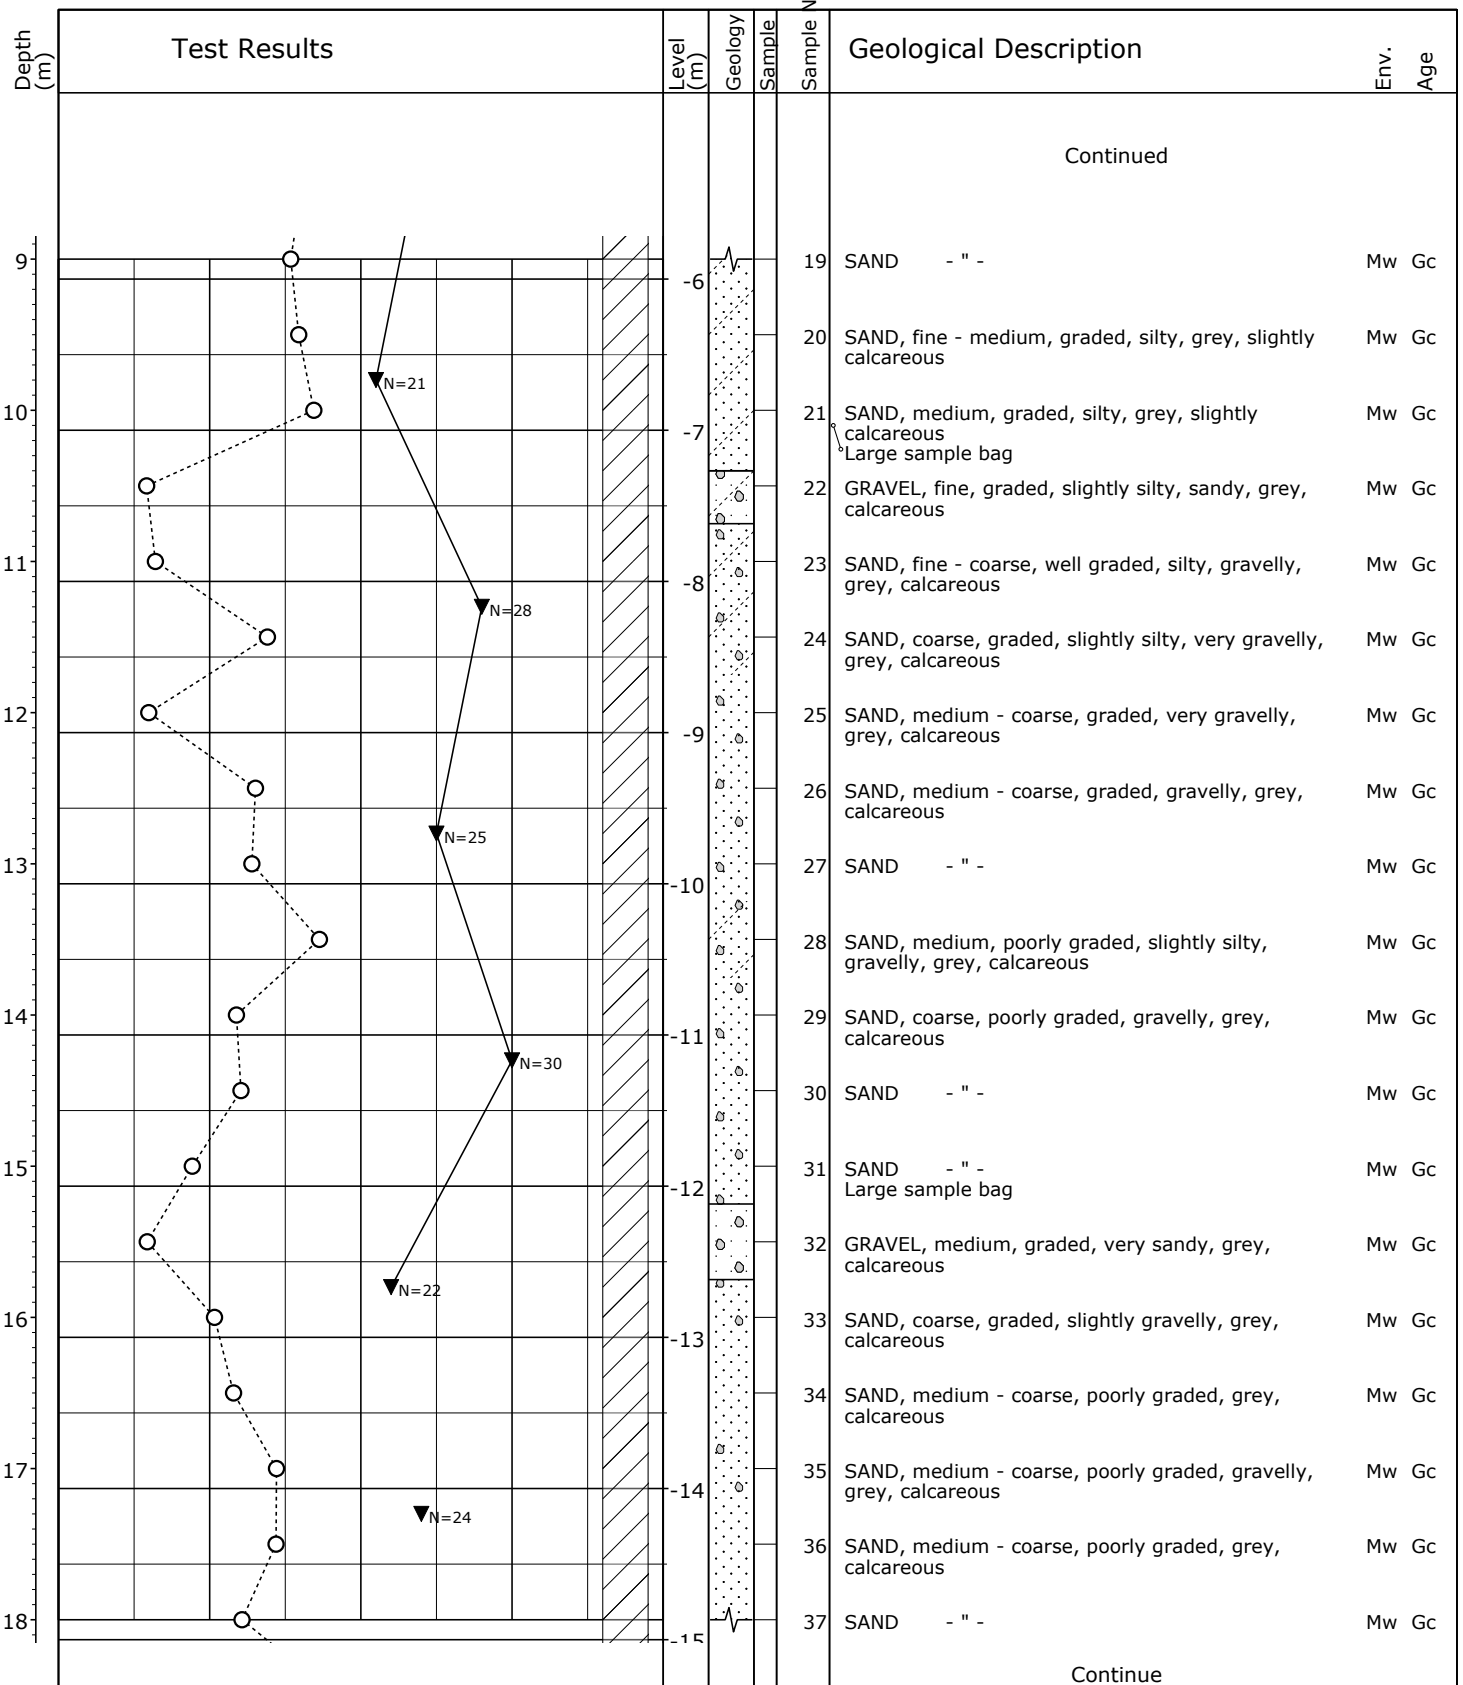 Depth (m)
Test Results
Level (m)
Geology
Sample
Sample N
Geological Description
Env.
Age
Continued
9
-6
19 SAND - " - Mw Gc
20 SAND, fine - medium, graded, silty, grey, slightly Mw Gc
calcareous
N=21
10
-7
21 SAND, medium, graded, silty, grey, slightly Mw Gc
calcareous
Large sample bag
22 GRAVEL, fine, graded, slightly silty, sandy, grey, Mw Gc
calcareous
11
-8
23 SAND, fine - coarse, well graded, silty, gravelly, Mw Gc
grey, calcareous
N=28
24 SAND, coarse, graded, slightly silty, very gravelly, Mw Gc
grey, calcareous
12
-9
25 SAND, medium - coarse, graded, very gravelly, Mw Gc
grey, calcareous
26 SAND, medium - coarse, graded, gravelly, grey, Mw Gc
calcareous
N=25
13
-10
27 SAND - " - Mw Gc
28 SAND, medium, poorly graded, slightly silty, Mw Gc
gravelly, grey, calcareous
14
-11
29 SAND, coarse, poorly graded, gravelly, grey, Mw Gc
calcareous
N=30
30 SAND - " - Mw Gc
15
-12
31 SAND - " - Mw Gc
Large sample bag
32 GRAVEL, medium, graded, very sandy, grey, Mw Gc
calcareous
N=22
16
-13
33 SAND, coarse, graded, slightly gravelly, grey, Mw Gc
calcareous
34 SAND, medium - coarse, poorly graded, grey, Mw Gc
calcareous
17
-14
35 SAND, medium - coarse, poorly graded, gravelly, Mw Gc
grey, calcareous
N=24
36 SAND, medium - coarse, poorly graded, grey, Mw Gc
calcareous
18
-15
37 SAND - " - Mw Gc
Continue